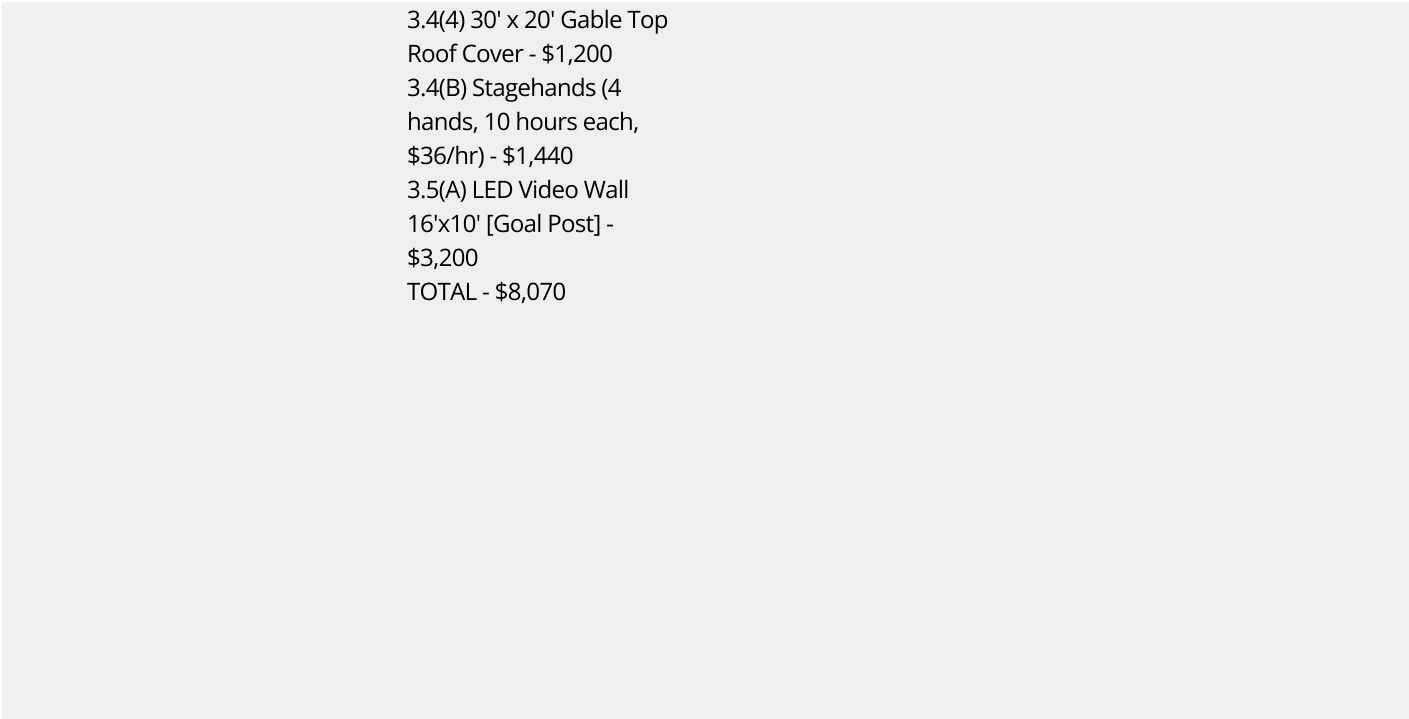 3.4(4) 30' x 20' Gable Top
Roof Cover - $1,200
3.4(B) Stagehands (4
hands, 10 hours each,
$36/hr) - $1,440
3.5(A) LED Video Wall
16'x10' [Goal Post] -
$3,200
TOTAL - $8,070